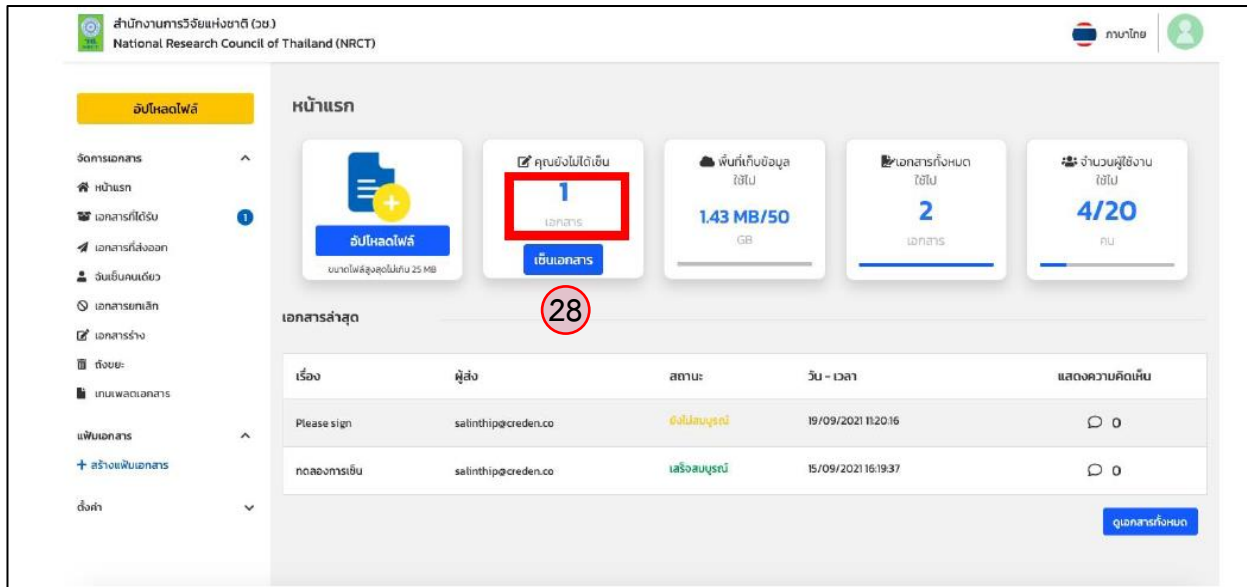 สำนักงานการวิจัยแห่งชาติ (วช.)
National Research Council of Thailand (NRCT)
ภาษาไทย
อัปโหลดไฟล์
จัดการเอกสาร
หน้าแรก
เอกสารที่ได้รับ 1
เอกสารที่ส่งออก
ฉันเซ็นคนเดียว
เอกสารยกเลิก
เอกสารร่าง
ถังขยะ
เทมเพลตเอกสาร
แฟ้มเอกสาร
+ สร้างแฟ้มเอกสาร
ตั้งค่า
หน้าแรก
อัปโหลดไฟล์
ขนาดไฟล์สูงสุดไม่เกิน 25 MB
คุณยังไม่ได้เซ็น
1
เอกสาร
เซ็นเอกสาร
28
พื้นที่เก็บข้อมูล
ใช้ไป
1.43 MB/50
GB
เอกสารทั้งหมด
ใช้ไป
2
เอกสาร
จำนวนผู้ใช้งาน
ใช้ไป
4/20
คน
เอกสารล่าสุด
เรื่อง ผู้ส่ง สถานะ วัน - เวลา แสดงความคิดเห็น
Please sign salinthip@creden.co ยังไม่สมบูรณ์ 19/09/2021 11:20:16 0
ทดลองการเซ็น salinthip@creden.co เสร็จสมบูรณ์ 15/09/2021 16:19:37 0
ดูเอกสารทั้งหมด